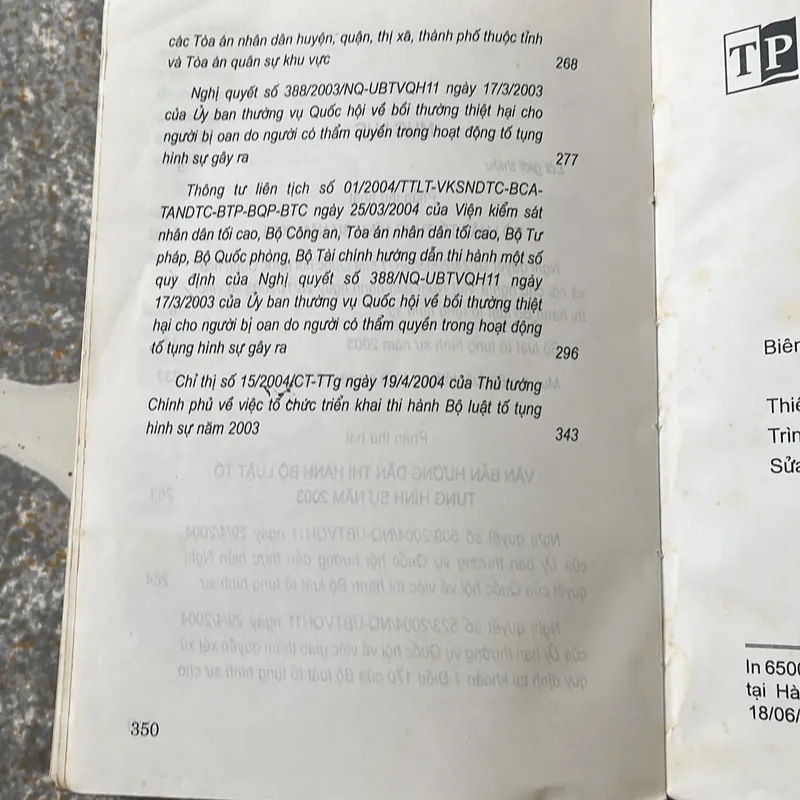 các Tòa án nhân dân huyện, quận, thị xã, thành phố thuộc tỉnh
và Tòa án quân sự khu vực 268
Nghị quyết số 388/2003/NQ-UBTVQH11 ngày 17/3/2003
của Ủy ban thường vụ Quốc hội về bồi thường thiệt hại cho
người bị oan do người có thẩm quyền trong hoạt động tố tụng
hình sự gây ra 277
Thông tư liên tịch số 01/2004/TTLT-VKSNDTC-BCA-
TANDTC-BTP-BQP-BTC ngày 25/03/2004 của Viện kiểm sát
nhân dân tối cao, Bộ Công an, Tòa án nhân dân tối cao, Bộ Tư
pháp, Bộ Quốc phòng, Bộ Tài chính hướng dẫn thi hành một số
quy định của Nghị quyết số 388/NQ-UBTVQH11 ngày
17/3/2003 của Ủy ban thường vụ Quốc hội về bồi thường thiệt
hại cho người bị oan do người có thẩm quyền trong hoạt động
tố tụng hình sự gây ra 296
Chỉ thị số 15/2004/CT-TTg ngày 19/4/2004 của Thủ tướng
Chính phủ về việc tổ chức triển khai thi hành Bộ luật tố tụng
hình sự năm 2003 343
350
TP
Biên
Thiế
Trìn
Sửa
In 6500
tại Hà
18/06/